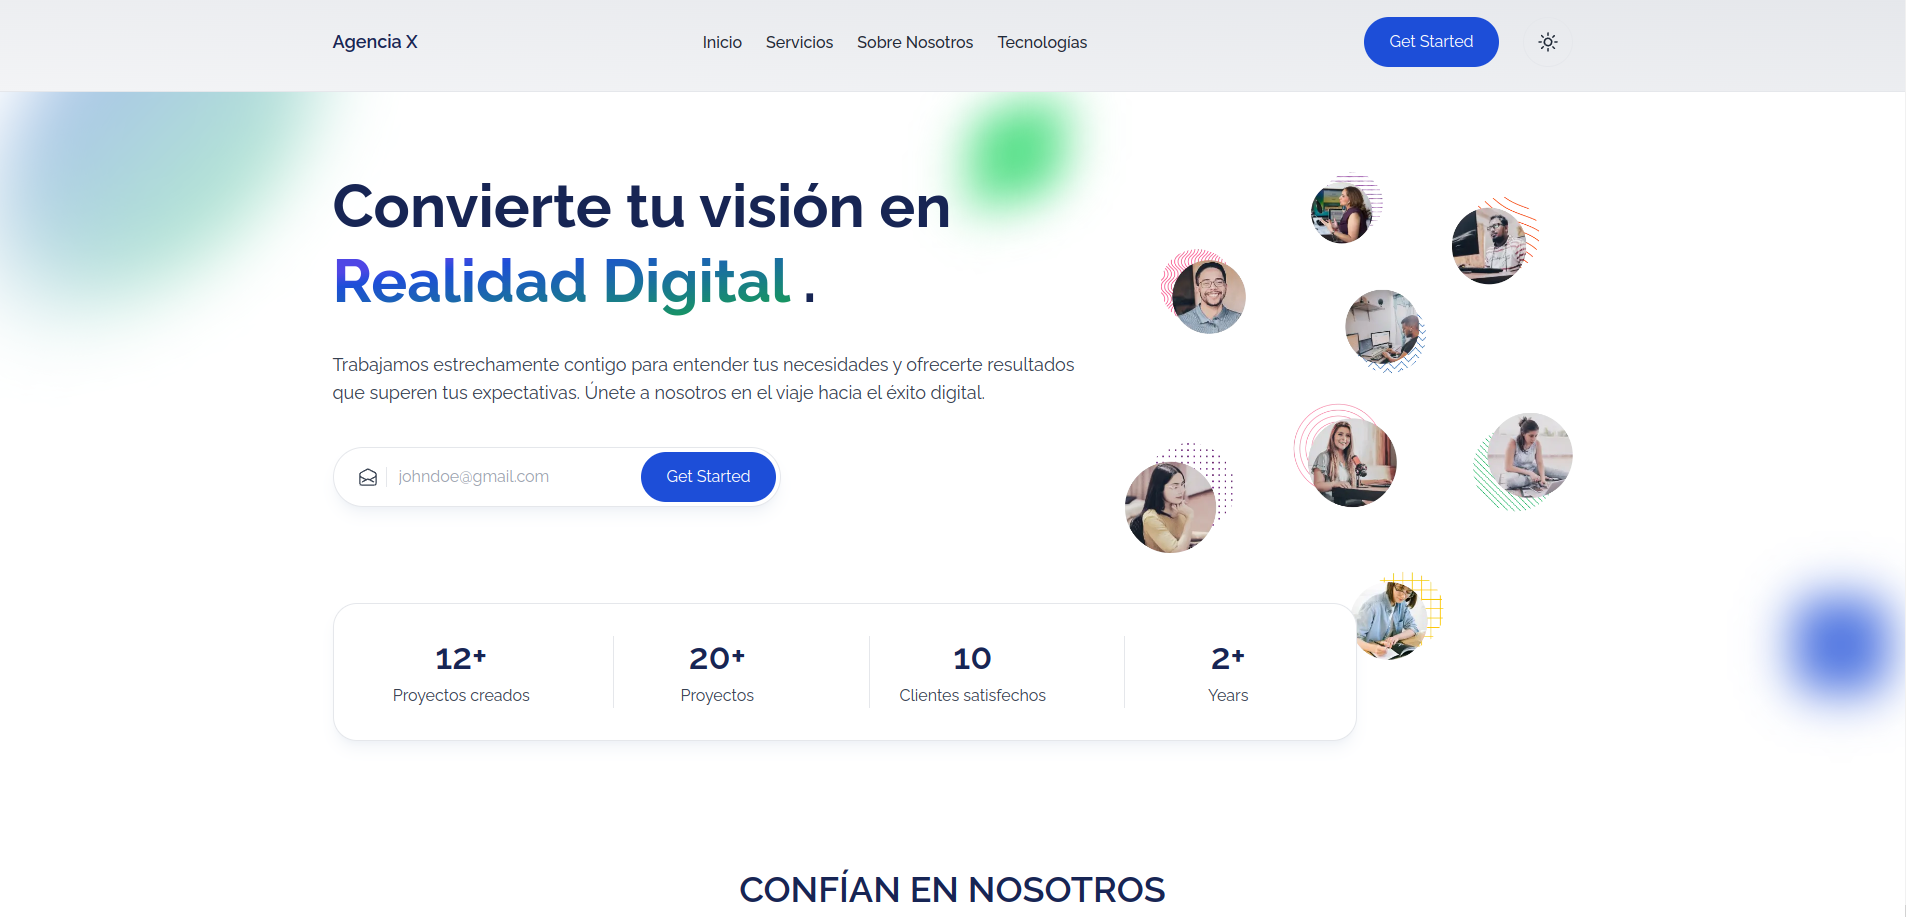 Agencia X
Inicio
Servicios
Sobre Nosotros
Tecnologías
Get Started
Convierte tu visión en
Realidad Digital .
Trabajamos estrechamente contigo para entender tus necesidades y ofrecerte resultados
que superen tus expectativas. Únete a nosotros en el viaje hacia el éxito digital.
johndoe@gmail.com
Get Started
12+
Proyectos creados
20+
Proyectos
10
Clientes satisfechos
2+
Years
CONFÍAN EN NOSOTROS